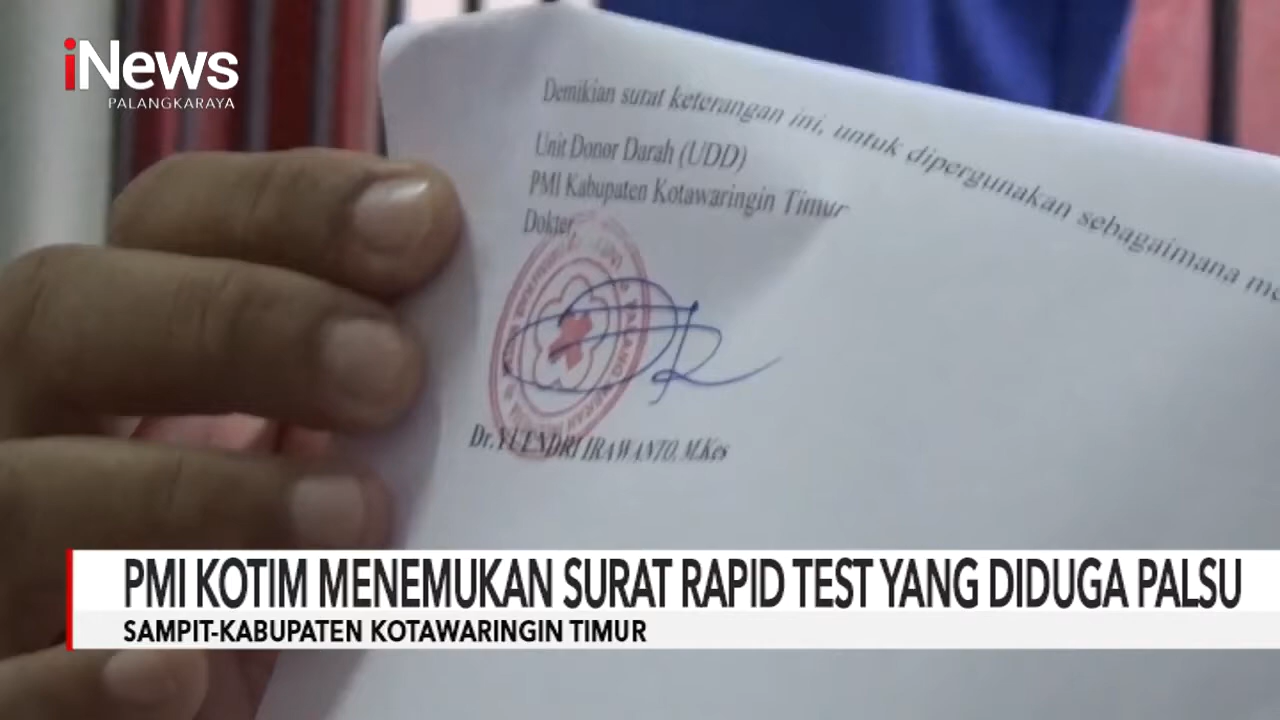 iNews
PALANGKARAYA
Demikian surat keterangan ini, untuk dipergunakan sebagaimana
Unit Donor Darah (UDD)
PMI Kabupaten Kotawaringin Timur
Dokter,
Dr. YUENDRI IRAWANTO, M.Kes
PMI KOTIM MENEMUKAN SURAT RAPID TEST YANG DIDUGA PALSU
SAMPIT-KABUPATEN KOTAWARINGIN TIMUR